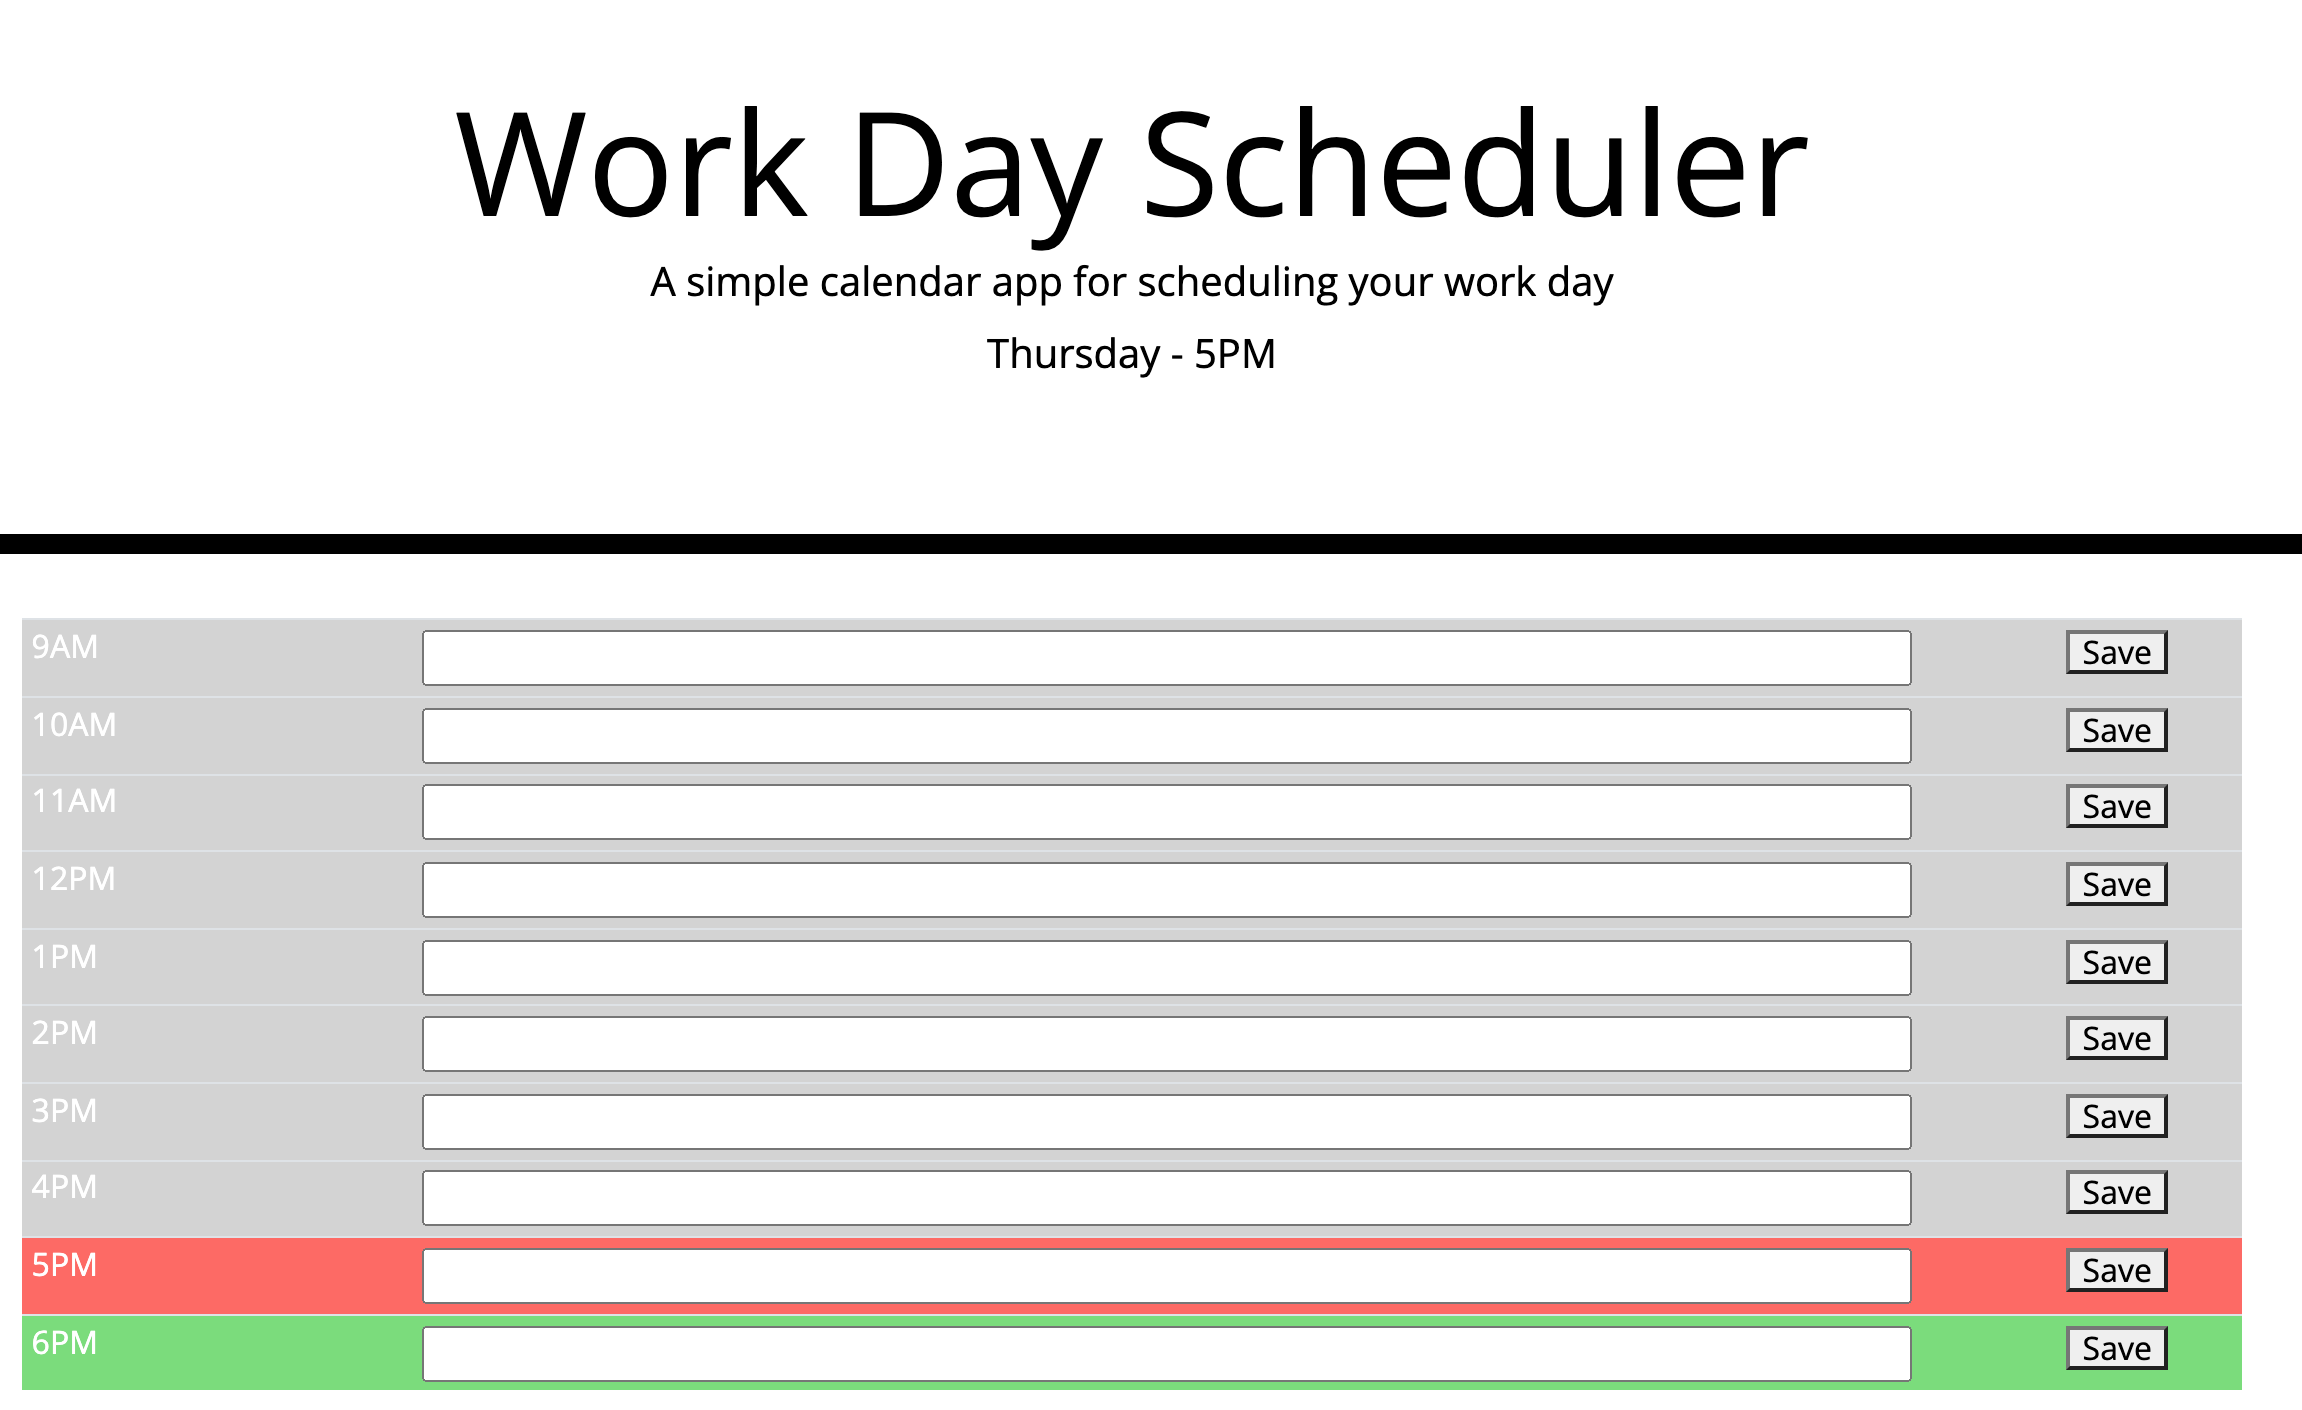 Work Day Scheduler
A simple calendar app for scheduling your work day
Thursday - 5PM
9AM Save
10AM Save
11AM Save
12PM Save
1PM Save
2PM Save
3PM Save
4PM Save
5PM Save
6PM Save